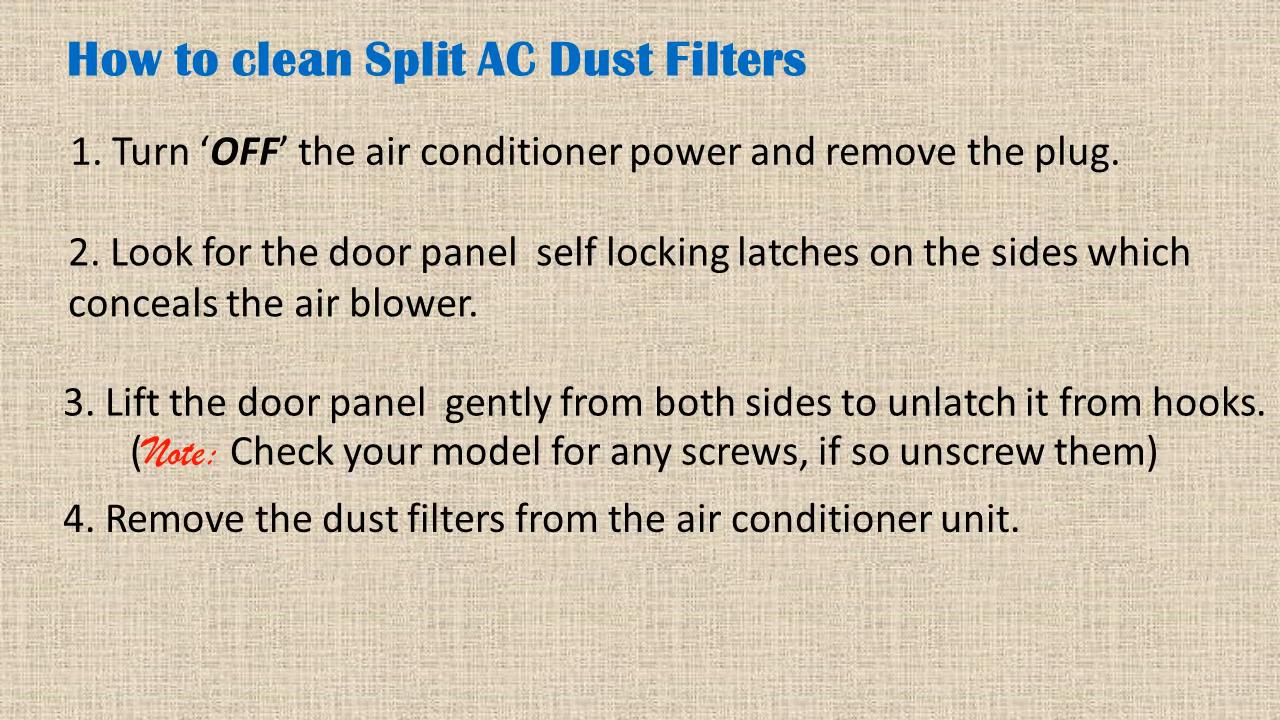 How to clean Split AC Dust Filters
1. Turn ‘OFF’ the air conditioner power and remove the plug.
2. Look for the door panel  self locking latches on the sides which
conceals the air blower.
3. Lift the door panel  gently from both sides to unlatch it from hooks.
(Note: Check your model for any screws, if so unscrew them)
4. Remove the dust filters from the air conditioner unit.